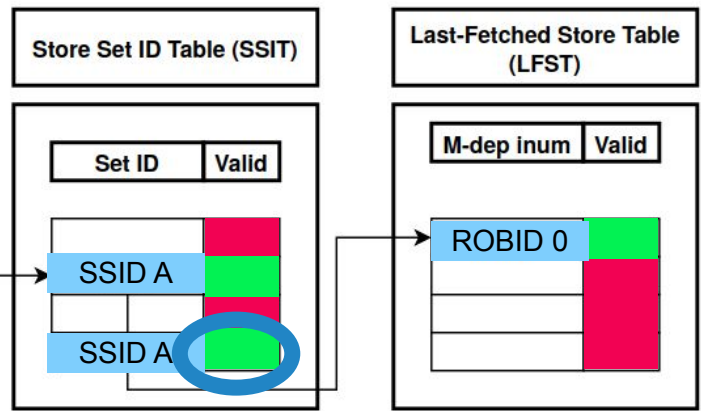 Store Set ID Table (SSIT)
Last-Fetched Store Table
(LFST)
Set ID
Valid
M-dep inum
Valid
SSID A
SSID A
ROBID 0